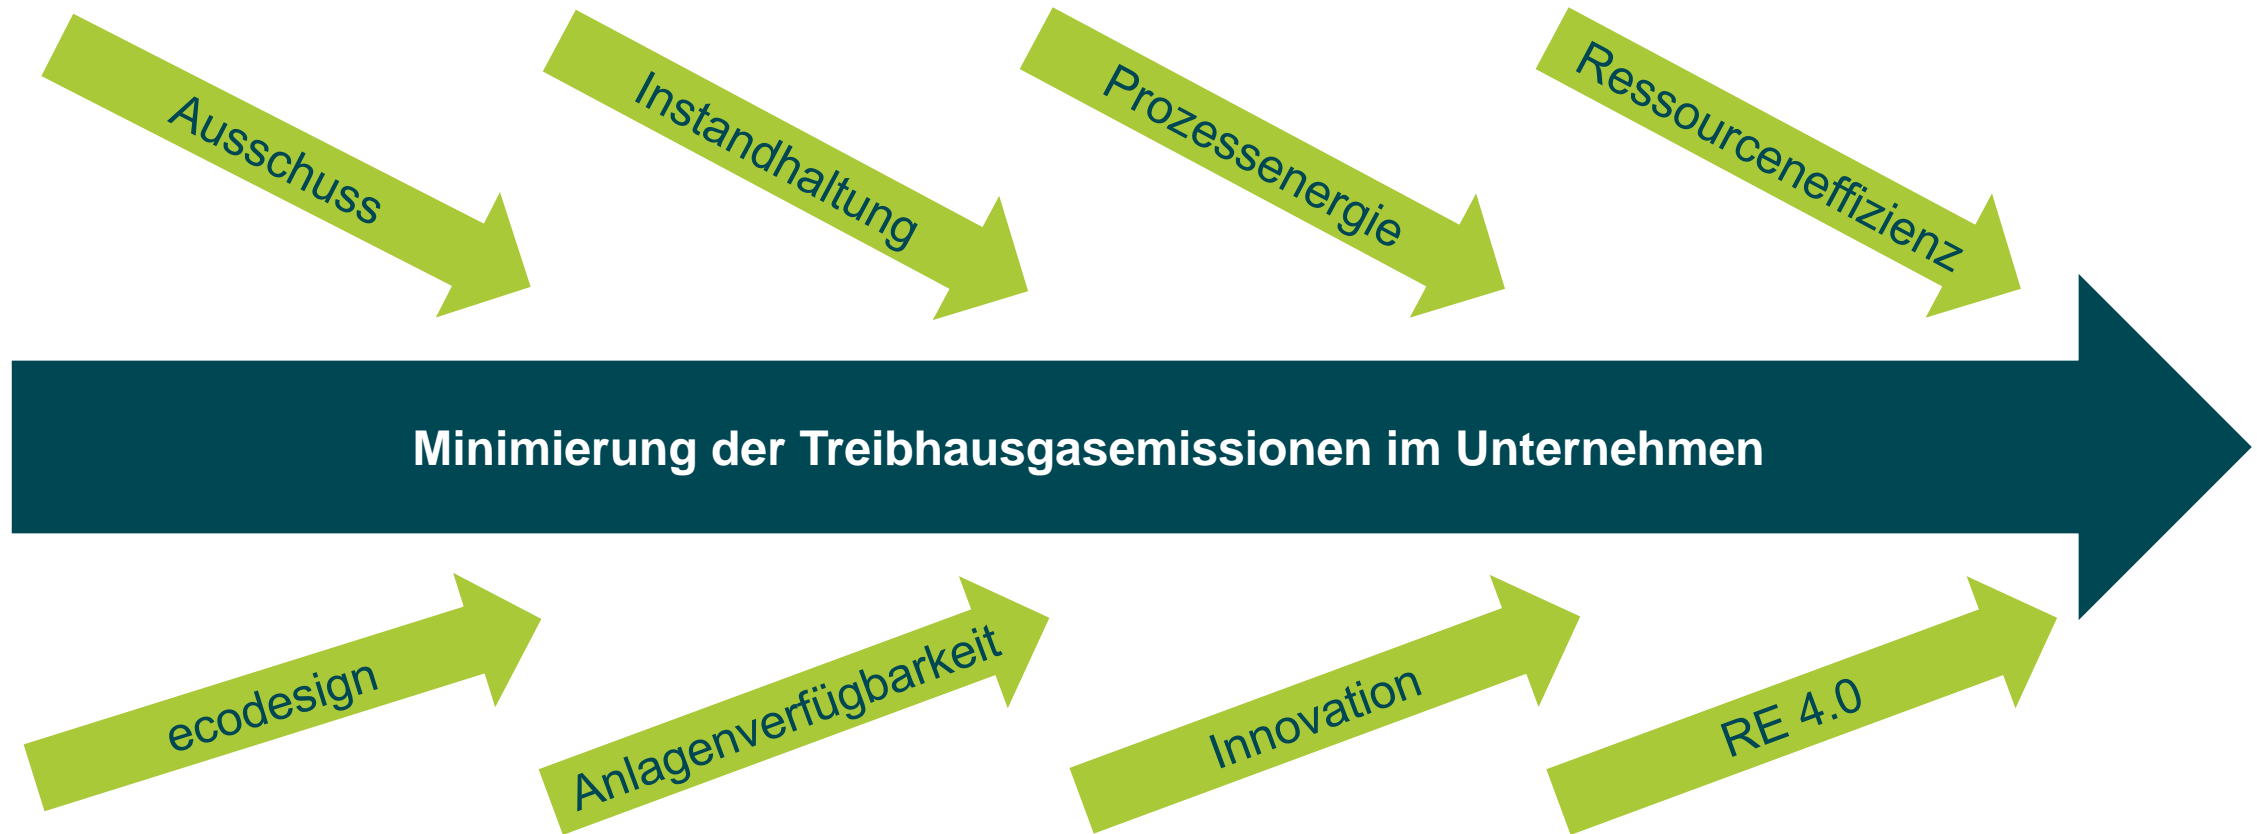 Ausschuss
Instandhaltung
Prozessenergie
Ressourceneffizienz
Minimierung der Treibhausgasemissionen im Unternehmen
ecodesign
Anlagenverfügbarkeit
Innovation
RE 4.0